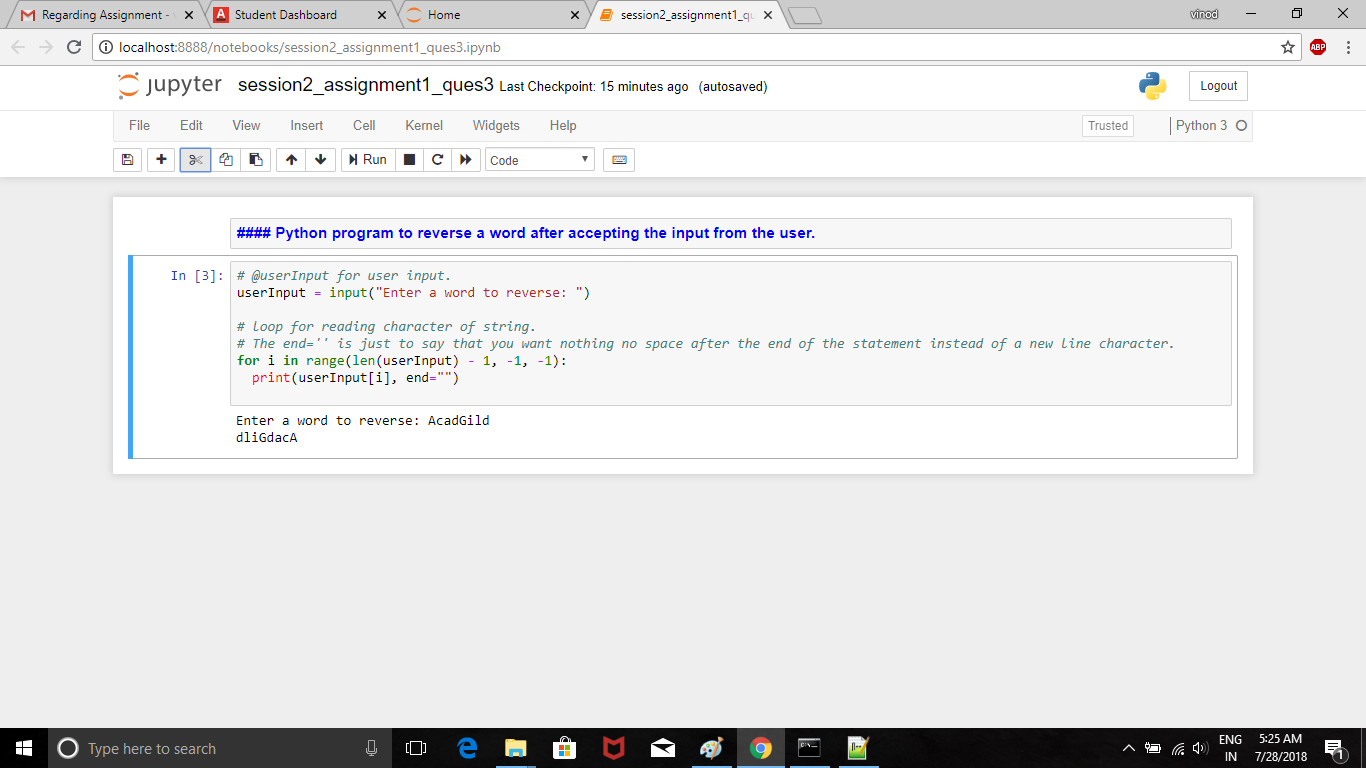 Regarding Assignment -
Student Dashboard
Home
session2_assignment1_qu
vinod
localhost:8888/notebooks/session2_assignment1_ques3.ipynb
ABP
jupyter session2_assignment1_ques3 Last Checkpoint: 15 minutes ago (autosaved)
Logout
File Edit View Insert Cell Kernel Widgets Help
Trusted
Python 3
Run
Code
#### Python program to reverse a word after accepting the input from the user.
In [3]:
# @userInput for user input.
userInput = input("Enter a word to reverse: ")
# loop for reading character of string.
# The end='' is just to say that you want nothing no space after the end of the statement instead of a new line character.
for i in range(len(userInput) - 1, -1, -1):
print(userInput[i], end="")
Enter a word to reverse: AcadGild
dliGdacA
Type here to search
ENG
IN
5:25 AM
7/28/2018
1